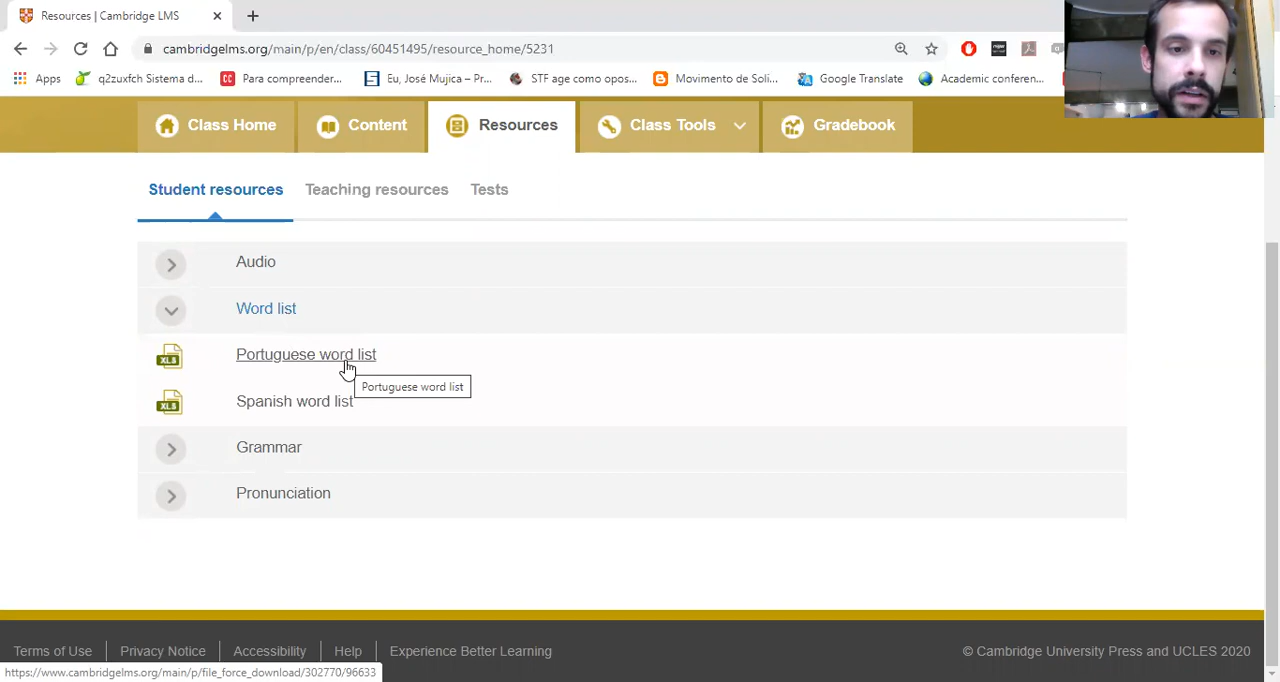 Resources | Cambridge LMS
cambridgelms.org/main/p/en/class/60451495/resource_home/5231
Apps q2zuxfch Sistema d... CC Para compreender... Eu, José Mujica – Pr... STF age como opos... Movimento de Soli... Google Translate Academic conferen...
Class Home Content Resources Class Tools Gradebook
Student resources Teaching resources Tests
Audio
Word list
XLS Portuguese word list
Portuguese word list
XLS Spanish word list
Grammar
Pronunciation
Terms of Use Privacy Notice Accessibility Help Experience Better Learning © Cambridge University Press and UCLES 2020
https://www.cambridgelms.org/main/p/file_force_download/302770/96633